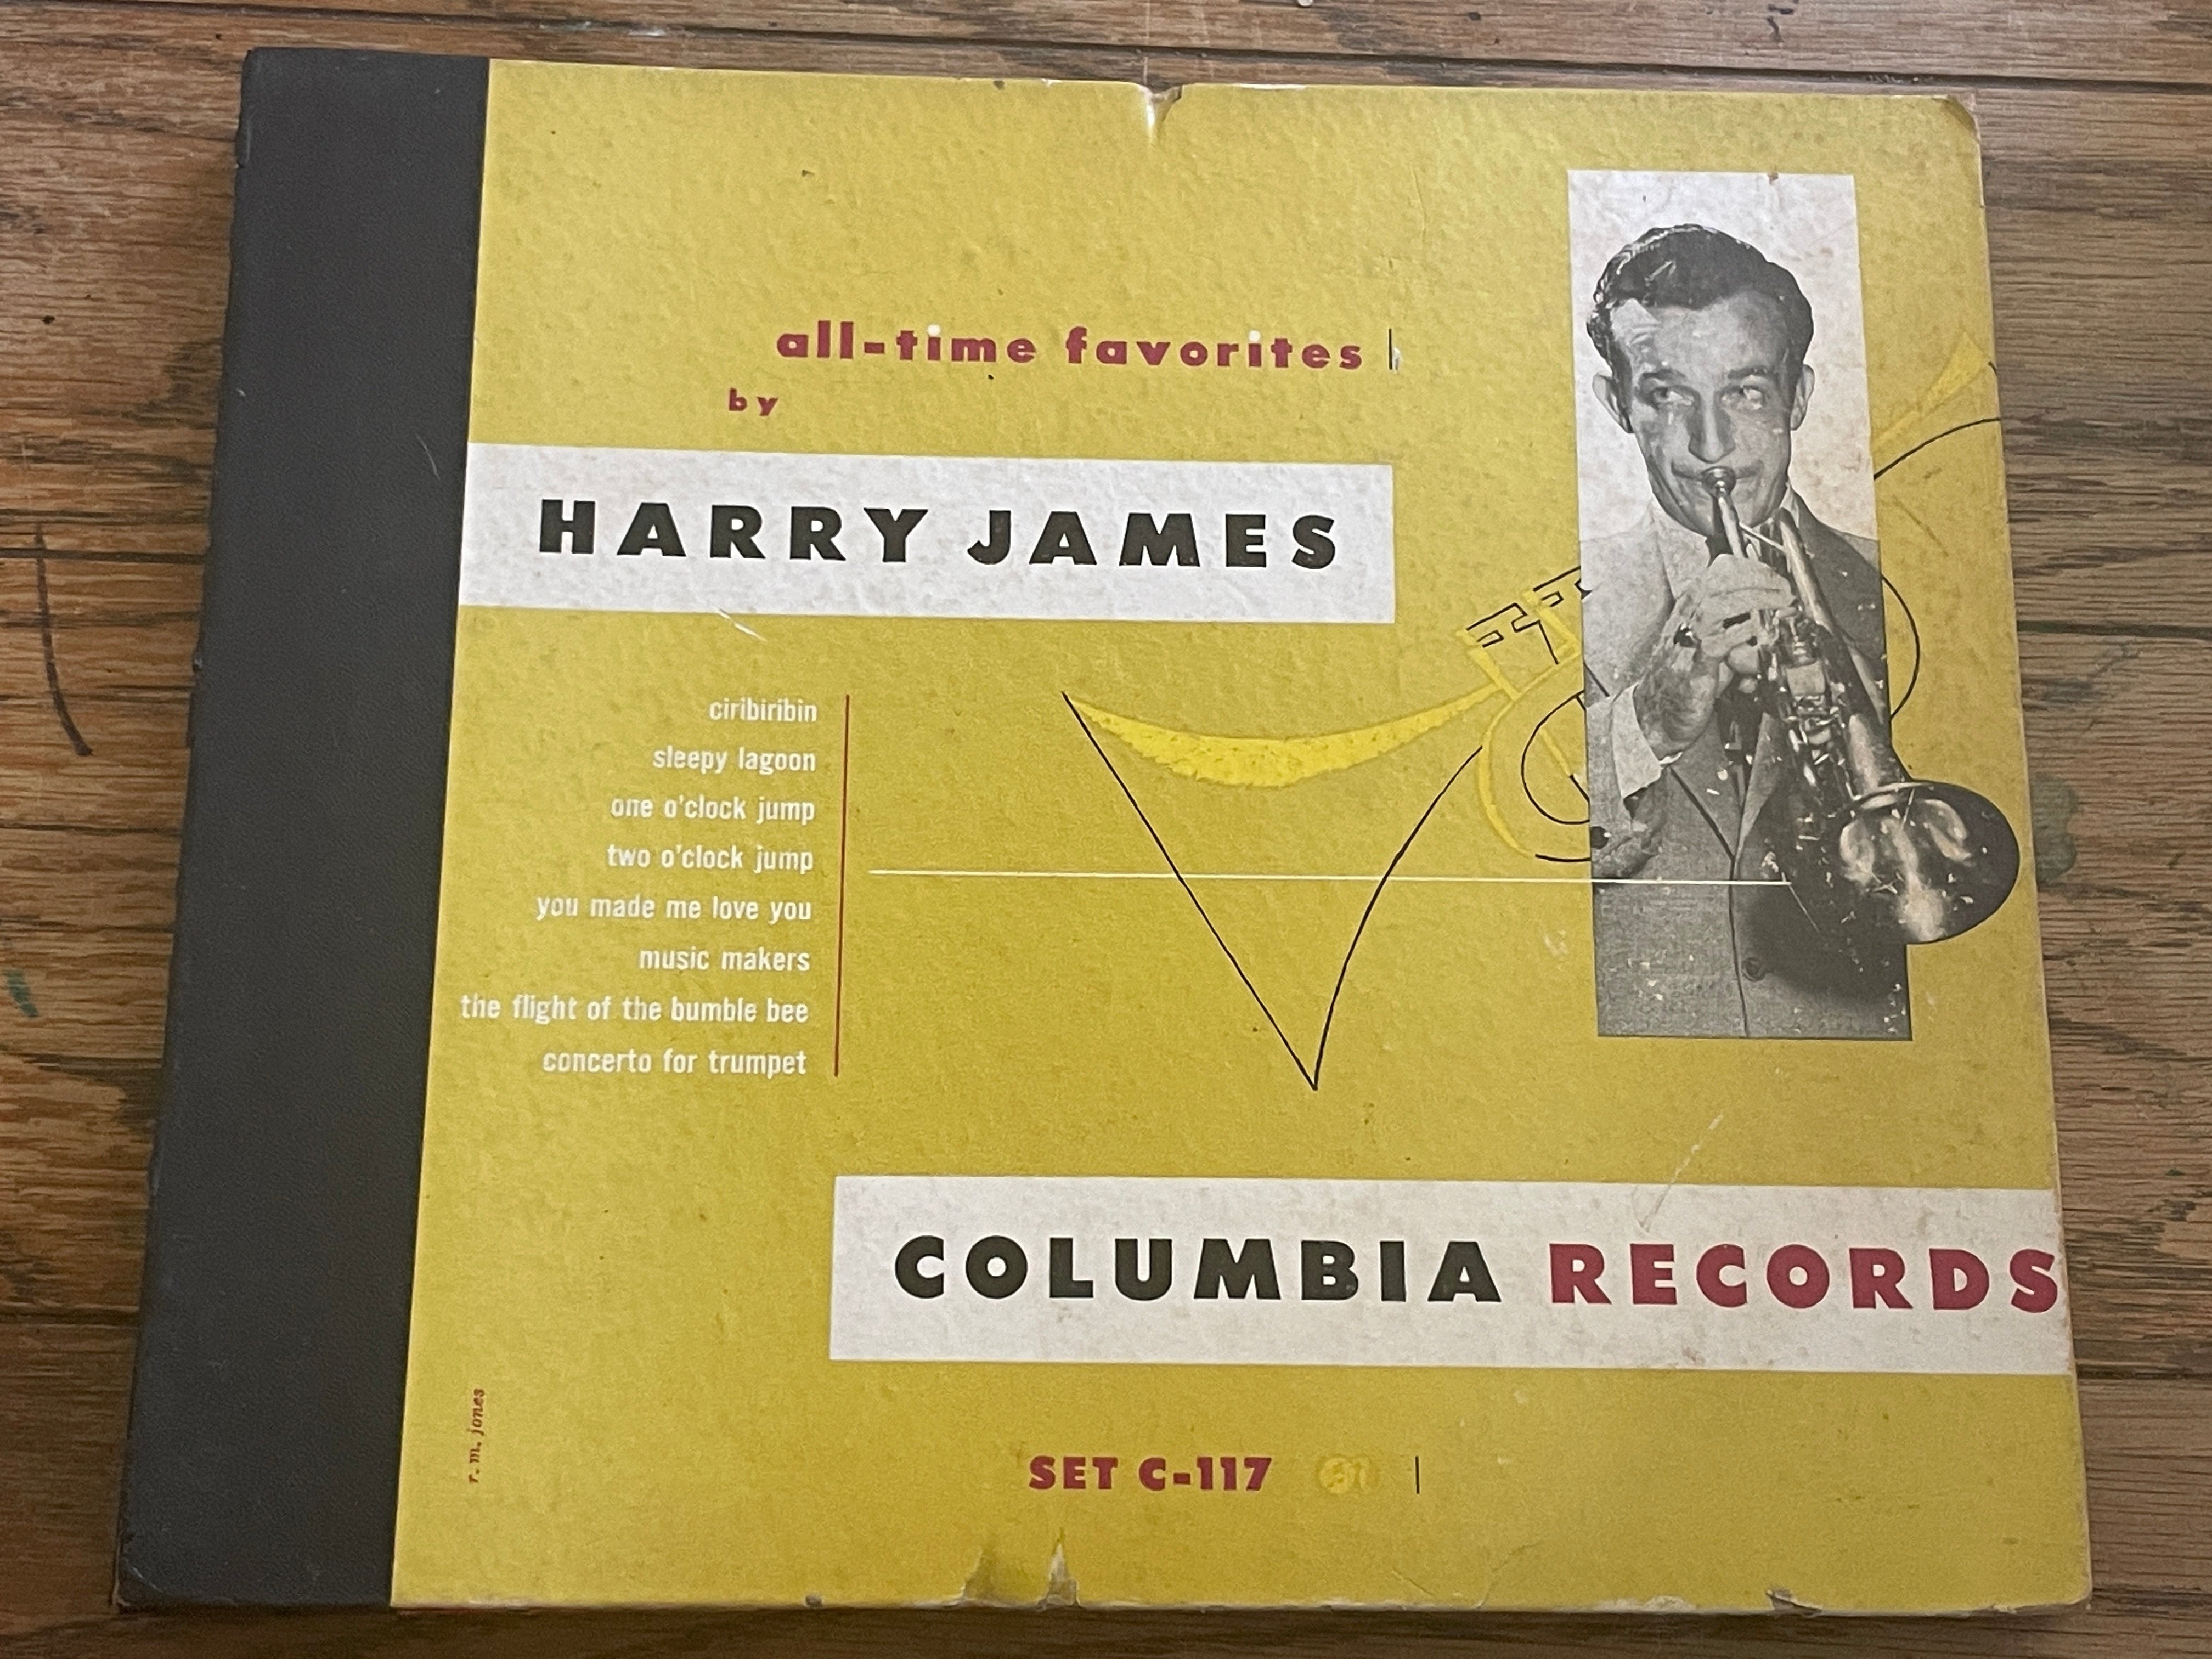 all-time favorites
by
HARRY JAMES
ciribiribin
sleepy lagoon
one o'clock jump
two o'clock jump
you made me love you
music makers
the flight of the bumble bee
concerto for trumpet
COLUMBIA RECORDS
r. m. jones
SET C-117